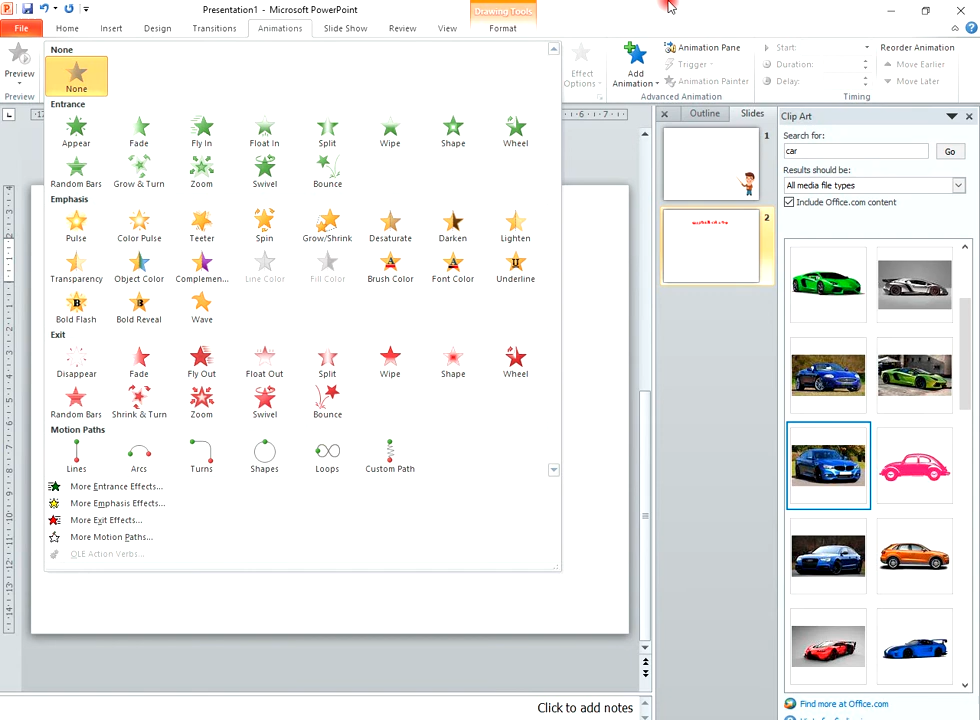 Presentation1 - Microsoft PowerPoint
Drawing Tools
File Home Insert Design Transitions Animations Slide Show Review View Format
Preview
Preview
Effect Options
Add Animation
Animation Pane
Trigger
Animation Painter
Advanced Animation
Start:
Duration:
Delay:
Timing
Reorder Animation
Move Earlier
Move Later
None
None
Entrance
Appear Fade Fly In Float In Split Wipe Shape Wheel
Random Bars Grow & Turn Zoom Swivel Bounce
Emphasis
Pulse Color Pulse Teeter Spin Grow/Shrink Desaturate Darken Lighten
Transparency Object Color Complemen... Line Color Fill Color Brush Color Font Color Underline
Bold Flash Bold Reveal Wave
Exit
Disappear Fade Fly Out Float Out Split Wipe Shape Wheel
Random Bars Shrink & Turn Zoom Swivel Bounce
Motion Paths
Lines Arcs Turns Shapes Loops Custom Path
More Entrance Effects...
More Emphasis Effects...
More Exit Effects...
More Motion Paths...
OLE Action Verbs...
Outline Slides
1
2
Clip Art
Search for:
car
Go
Results should be:
All media file types
Include Office.com content
Find more at Office.com
Click to add notes